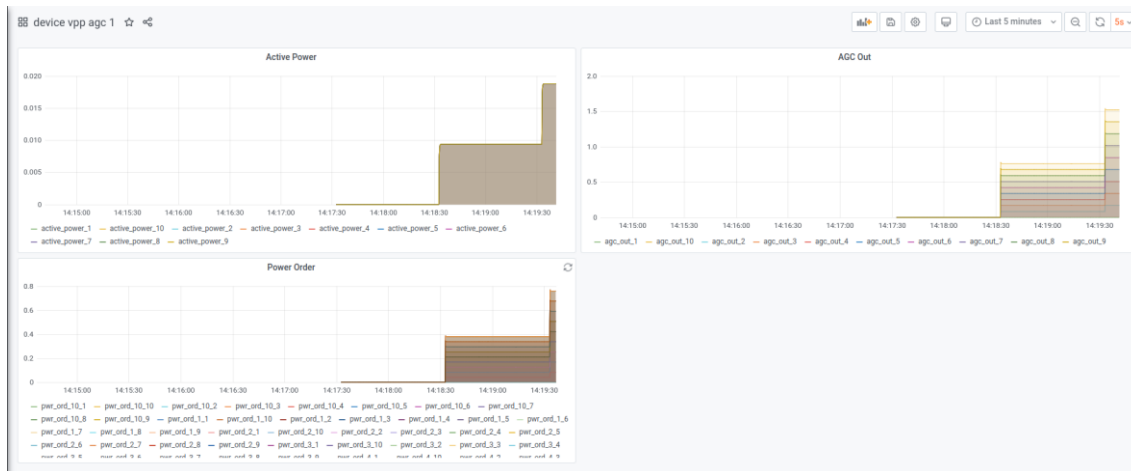 device vpp agc 1
Last 5 minutes
5s
Active Power
0.020
0.015
0.010
0.005
0
14:15:00 14:15:30 14:16:00 14:16:30 14:17:00 14:17:30 14:18:00 14:18:30 14:19:00 14:19:30
active_power_1 active_power_10 active_power_2 active_power_3 active_power_4 active_power_5 active_power_6
active_power_7 active_power_8 active_power_9
AGC Out
2.0
1.5
1.0
0.5
0
14:15:00 14:15:30 14:16:00 14:16:30 14:17:00 14:17:30 14:18:00 14:18:30 14:19:00 14:19:30
agc_out_1 agc_out_10 agc_out_2 agc_out_3 agc_out_4 agc_out_5 agc_out_6 agc_out_7 agc_out_8 agc_out_9
Power Order
0.8
0.6
0.4
0.2
0
14:15:00 14:15:30 14:16:00 14:16:30 14:17:00 14:17:30 14:18:00 14:18:30 14:19:00 14:19:30
pwr_ord_10_1 pwr_ord_10_10 pwr_ord_10_2 pwr_ord_10_3 pwr_ord_10_4 pwr_ord_10_5 pwr_ord_10_6 pwr_ord_10_7
pwr_ord_10_8 pwr_ord_10_9 pwr_ord_1_1 pwr_ord_1_10 pwr_ord_1_2 pwr_ord_1_3 pwr_ord_1_4 pwr_ord_1_5 pwr_ord_1_6
pwr_ord_1_7 pwr_ord_1_8 pwr_ord_1_9 pwr_ord_2_1 pwr_ord_2_10 pwr_ord_2_2 pwr_ord_2_3 pwr_ord_2_4 pwr_ord_2_5
pwr_ord_2_6 pwr_ord_2_7 pwr_ord_2_8 pwr_ord_2_9 pwr_ord_3_1 pwr_ord_3_10 pwr_ord_3_2 pwr_ord_3_3 pwr_ord_3_4